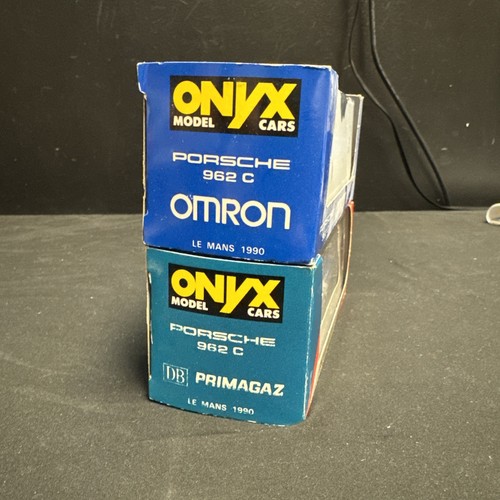 ONYX
MODEL CARS
PORSCHE
962 C
OMRON
LE MANS 1990
ONYX
MODEL CARS
PORSCHE
962 C
DB PRIMAGAZ
LE MANS 1990